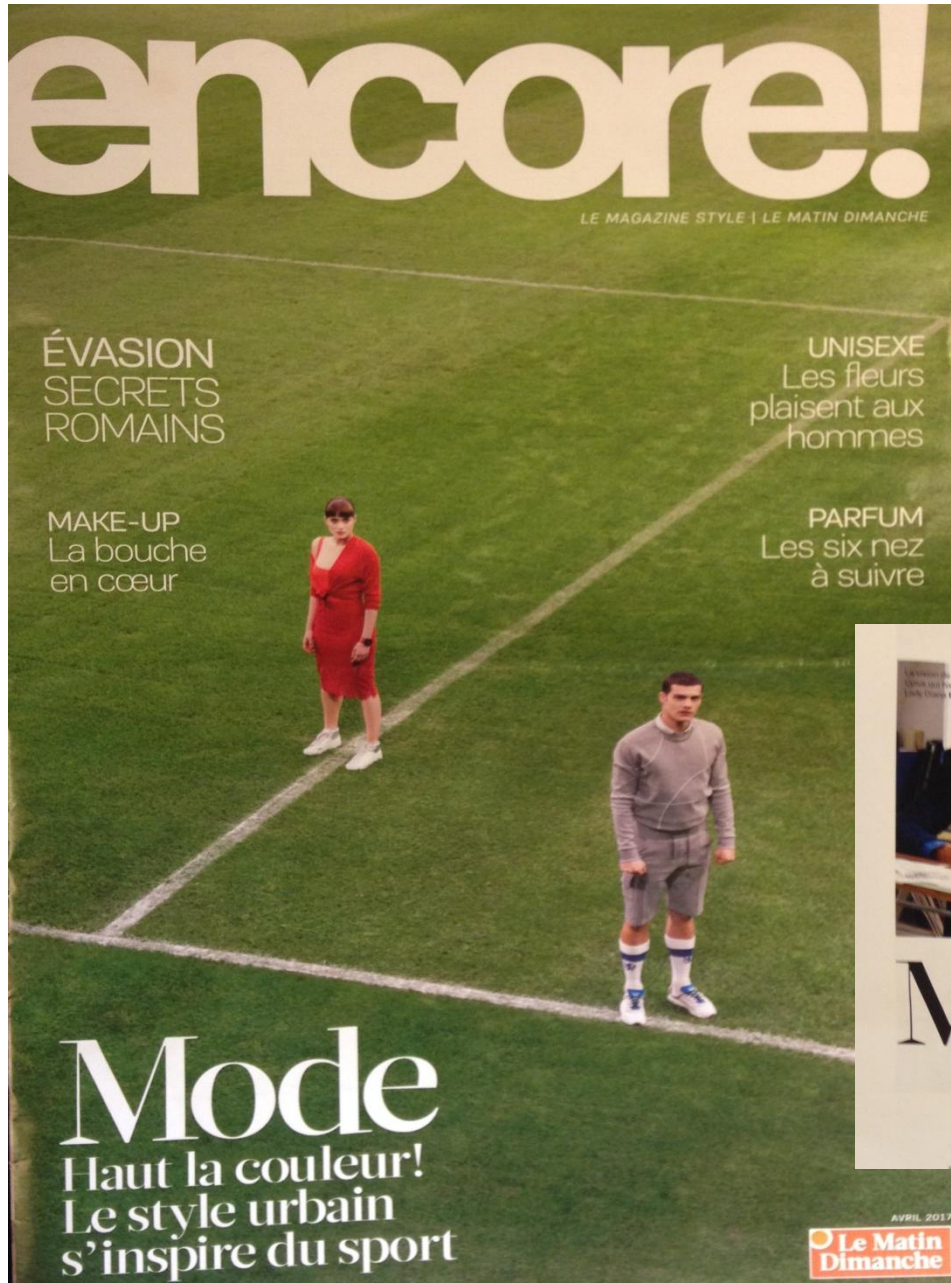 encore!
LE MAGAZINE STYLE | LE MATIN DIMANCHE
ÉVASION
SECRETS
ROMAINS
UNISEXE
Les fleurs
plaisent aux
hommes
MAKE-UP
La bouche
en cœur
PARFUM
Les six nez
à suivre
Mode
Haut la couleur!
Le style urbain
s'inspire du sport
AVRIL 2017
Le Matin
Dimanche